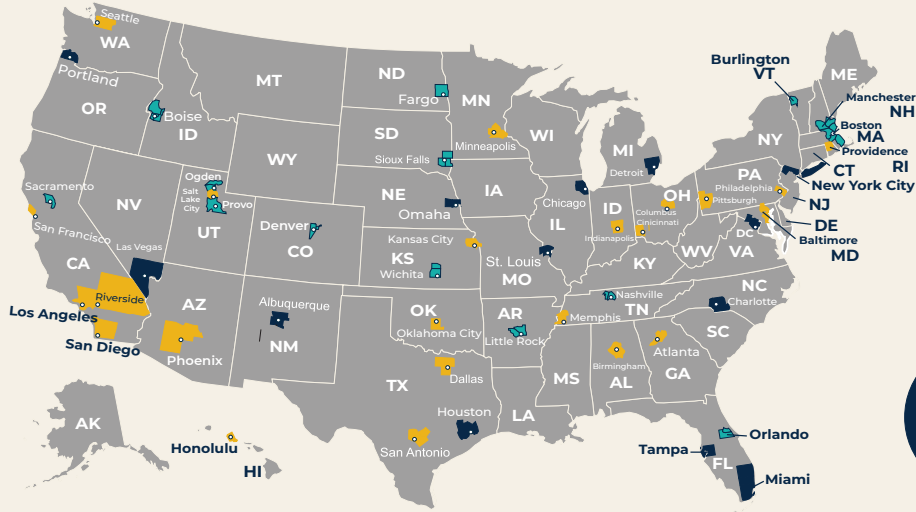 Seattle
WA
Portland
OR
Boise
ID
MT
ND
Fargo
MN
Minneapolis
SD
Sioux Falls
WI
WY
NE
Omaha
IA
MI
Detroit
Chicago
Burlington
VT
ME
Manchester
NH
Boston
MA
Providence
RI
CT
NY
New York City
PA
Philadelphia
Pittsburgh
NJ
DE
Baltimore
MD
DC
Sacramento
San Francisco
NV
Las Vegas
CA
Riverside
Los Angeles
San Diego
Ogden
Salt
Lake
City
Provo
UT
Denver
CO
Kansas City
KS
Wichita
St. Louis
MO
IL
ID
Indianapolis
OH
Columbus
Cincinnati
KY
WV
VA
AZ
Phoenix
Albuquerque
NM
OK
Oklahoma City
AR
Little Rock
Nashville
TN
Memphis
NC
Charlotte
SC
Atlanta
GA
Birmingham
AL
MS
LA
TX
Dallas
Houston
San Antonio
AK
Honolulu
HI
Orlando
Tampa
FL
Miami